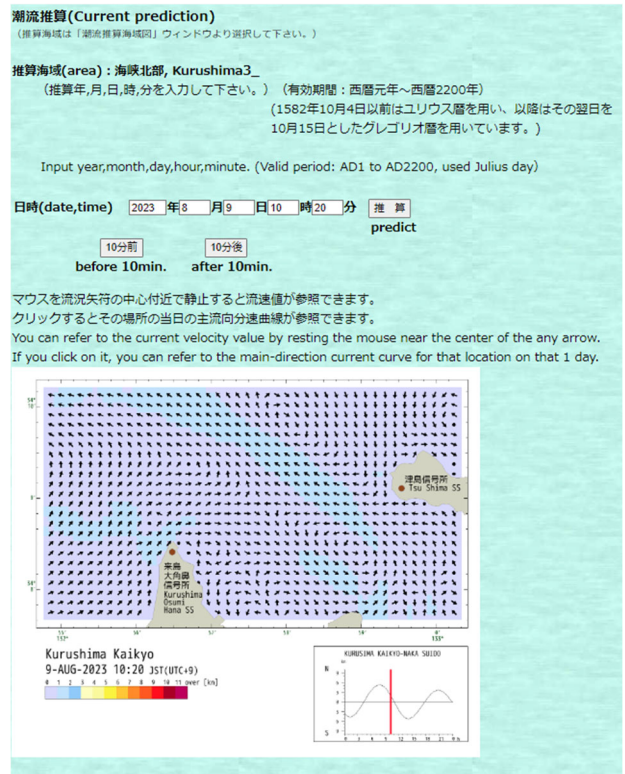 潮流推算(Current prediction)
（推算海域は「潮流推算海域図」ウィンドウより選択して下さい。）
推算海域(area)：海峡北部, Kurushima3_
（推算年,月,日,時,分を入力して下さい。）（有効期間：西暦元年～西暦2200年）
(1582年10月4日以前はユリウス暦を用い、以降はその翌日を
10月15日としたグレゴリオ暦を用いています。)
Input year,month,day,hour,minute. (Valid period: AD1 to AD2200, used Julius day）
日時(date,time) 2023 年 8 月 9 日 10 時 20 分 推 算
predict
10分前 10分後
before 10min. after 10min.
マウスを流況矢符の中心付近で静止すると流速値が参照できます。
クリックするとその場所の当日の主流向分速曲線が参照できます。
You can refer to the current velocity value by resting the mouse near the center of the any arrow.
If you click on it, you can refer to the main-direction current curve for that location on that 1 day.
津島信号所
Tsu Shima SS
来島
大角鼻
信号所
Kurushima
Osumi
Hana SS
Kurushima Kaikyo
9-AUG-2023 10:20 JST(UTC+9)
0 1 2 3 4 5 6 7 8 9 10 11 over [kn]
KURUSIMA KAIKYO-NAKA SUIDO
N
S